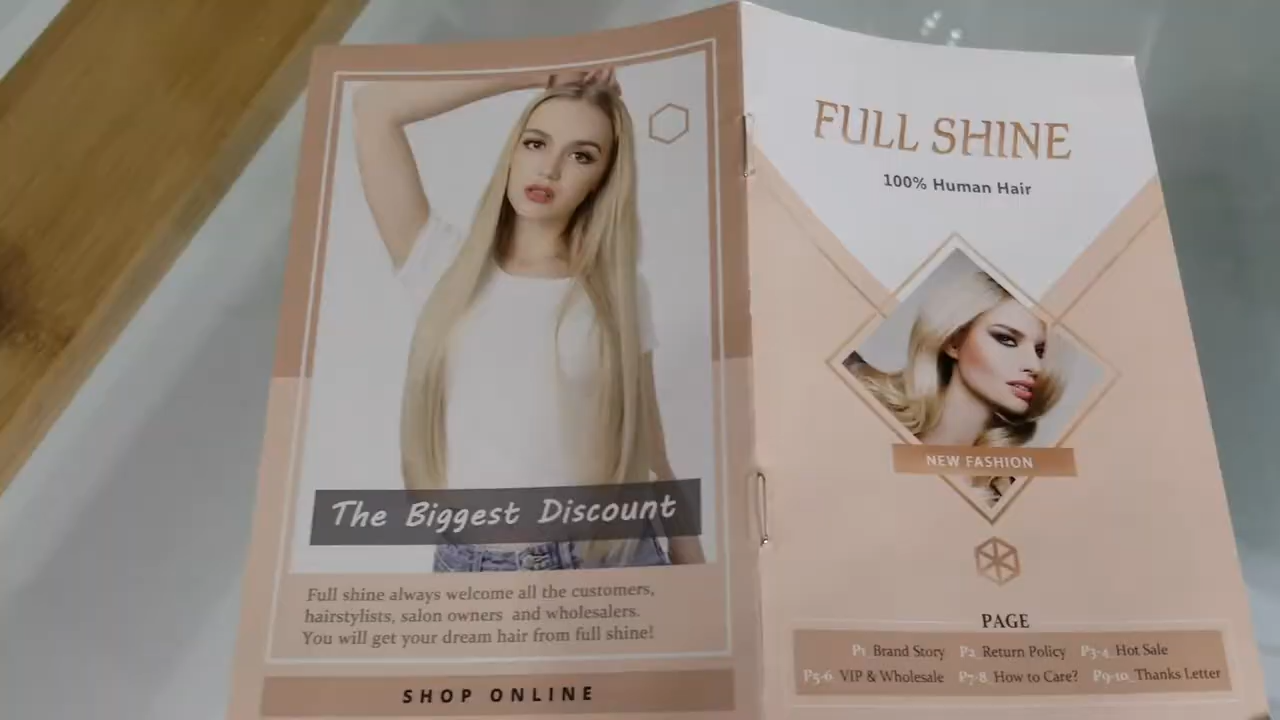 The Biggest Discount
Full shine always welcome all the customers,
hairstylists, salon owners and wholesalers.
You will get your dream hair from full shine!
SHOP ONLINE
FULL SHINE
100% Human Hair
NEW FASHION
PAGE
P1 Brand Story P2 Return Policy P3-4 Hot Sale
P5-6 VIP & Wholesale P7-8 How to Care? P9-10 Thanks Letter